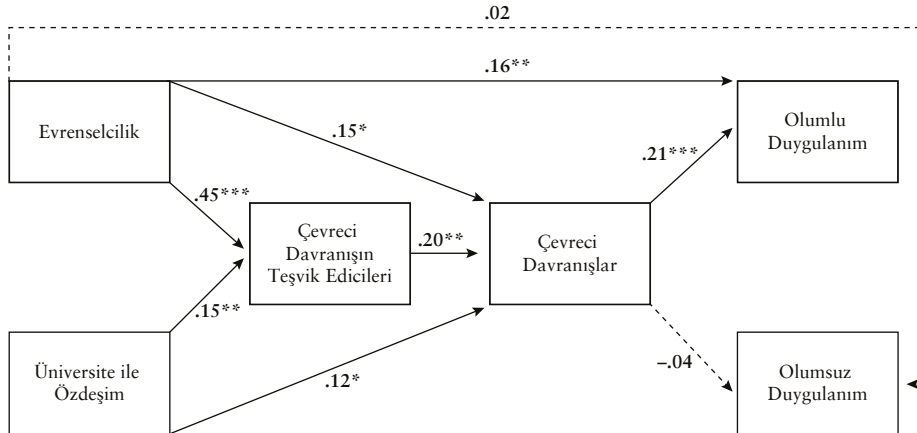 .02
.16**
Evrenselcilik
Olumlu
Duygulanım
.15*
.21***
.45***
Çevreci
Davranışın
Teşvik Edicileri
.20**
Çevreci
Davranışlar
.15**
Üniversite ile
Özdeşim
.12*
–.04
Olumsuz
Duygulanım